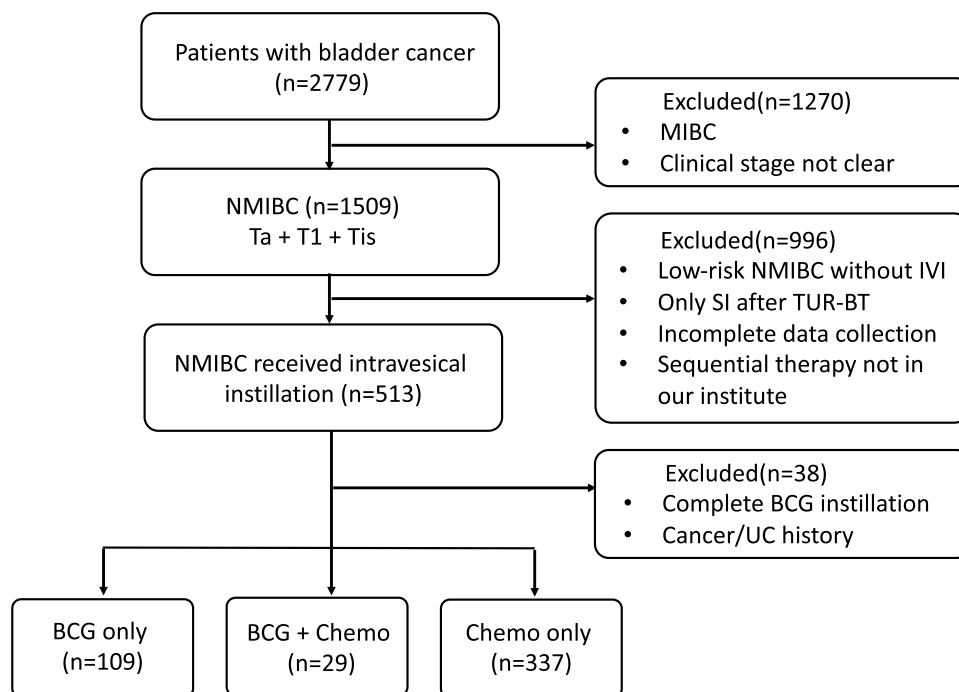 Patients with bladder cancer
(n=2779)
Excluded(n=1270)
• MIBC
• Clinical stage not clear
NMIBC (n=1509)
Ta + T1 + Tis
Excluded(n=996)
• Low-risk NMIBC without IVI
• Only SI after TUR-BT
• Incomplete data collection
• Sequential therapy not in
our institute
NMIBC received intravesical
instillation (n=513)
Excluded(n=38)
• Complete BCG instillation
• Cancer/UC history
BCG only
(n=109)
BCG + Chemo
(n=29)
Chemo only
(n=337)